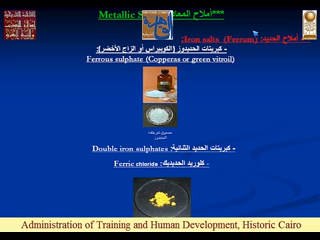 ***أملاح المعا Metallic S
أملاح الحديد: Iron salts (Ferrum):
- كبريتات الحديدوز (الكوبيراس أو الزاج الأخضر):
Ferrous sulphate (Copperas or green vitroil)
- كبريتات الحديد الثنائية: Double iron sulphates:
- كلوريد الحديديك: Ferric chloride:
Administration of Training and Human Development, Historic Cairo